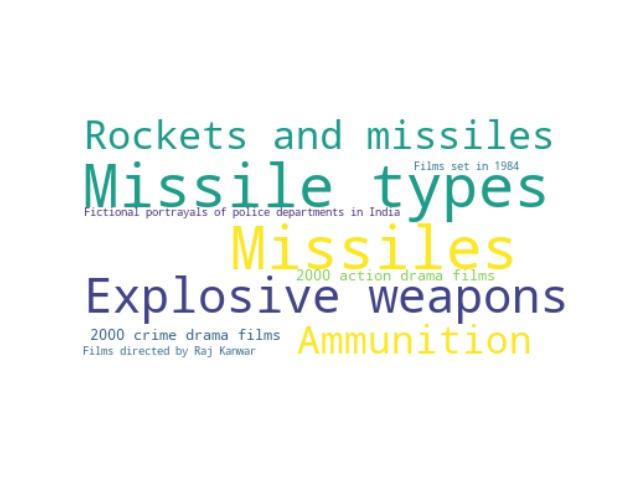 Rockets and missiles
Films set in 1984
Missile types
Fictional portrayals of police departments in India
Missiles
2000 action drama films
Explosive weapons
2000 crime drama films
Ammunition
Films directed by Raj Kanwar